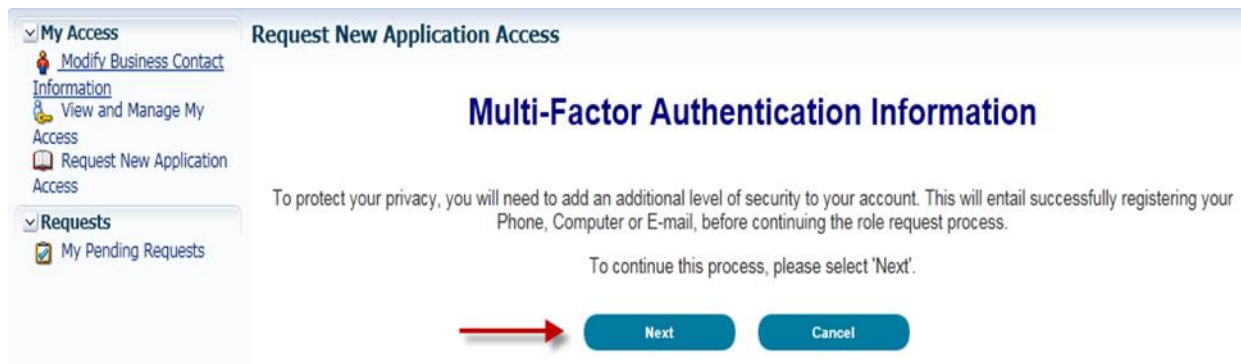 My Access
Modify Business Contact
Information
View and Manage My
Access
Request New Application
Access
Requests
My Pending Requests
Request New Application Access
Multi-Factor Authentication Information
To protect your privacy, you will need to add an additional level of security to your account. This will entail successfully registering your
Phone, Computer or E-mail, before continuing the role request process.
To continue this process, please select 'Next'.
Next
Cancel